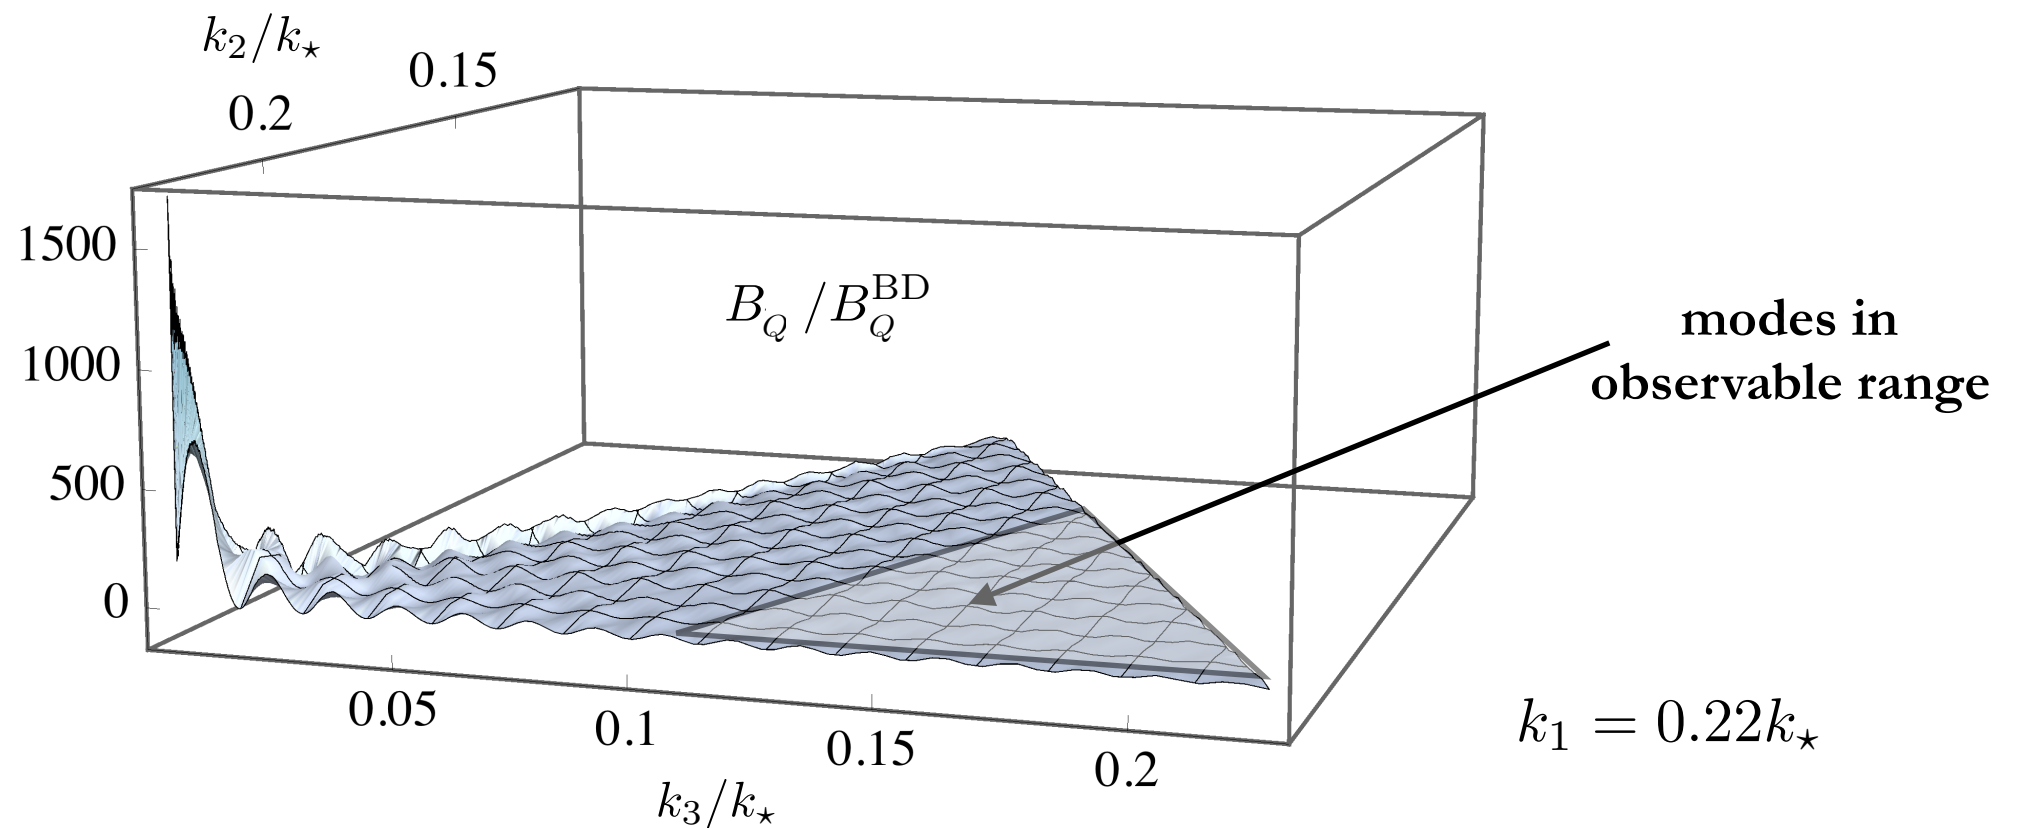 k₂/k⋆
0.15
0.2
1500
1000
500
0
B_Q / B_Q^BD
modes in
observable range
0.05
0.1
0.15
0.2
k₃/k⋆
k₁ = 0.22k⋆